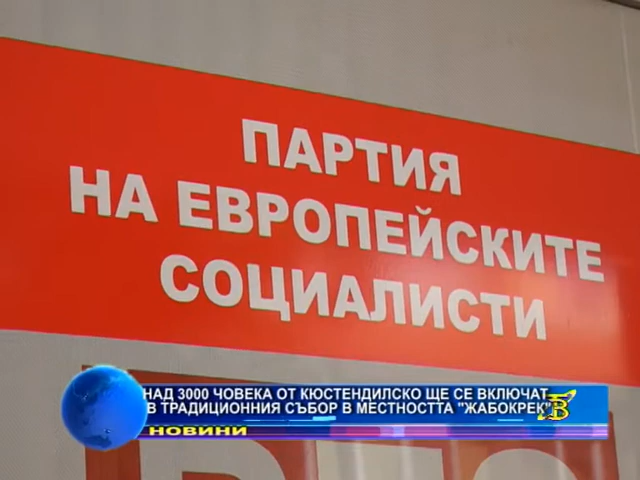 ПАРТИЯ
НА ЕВРОПЕЙСКИТЕ
СОЦИАЛИСТИ
НАД 3000 ЧОВЕКА ОТ КЮСТЕНДИЛСКО ЩЕ СЕ ВКЛЮЧАТ
В ТРАДИЦИОННИЯ СЪБОР В МЕСТНОСТТА "ЖАБОКРЕК"
НОВИНИ